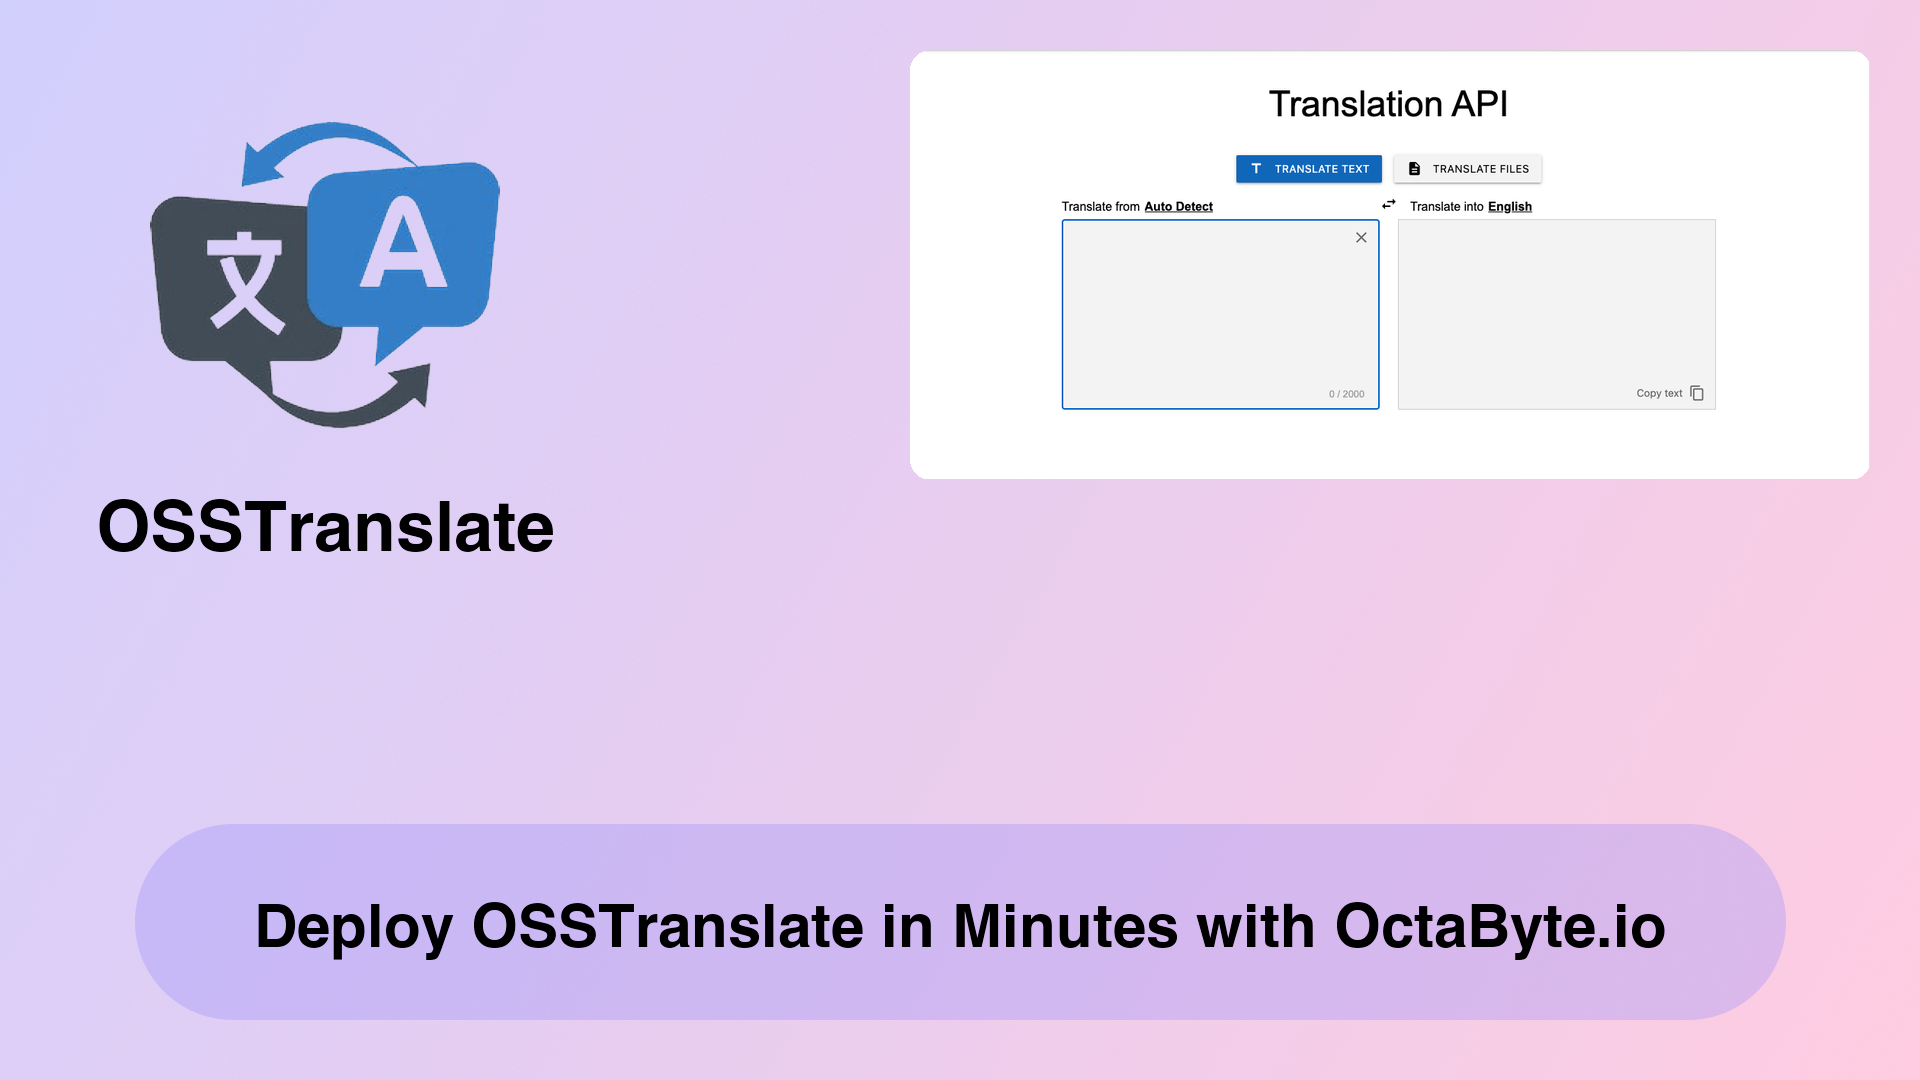 文 A
OSSTranslate
Translation API
TRANSLATE TEXT TRANSLATE FILES
Translate from Auto Detect Translate into English
0 / 2000
Copy text
Deploy OSSTranslate in Minutes with OctaByte.io